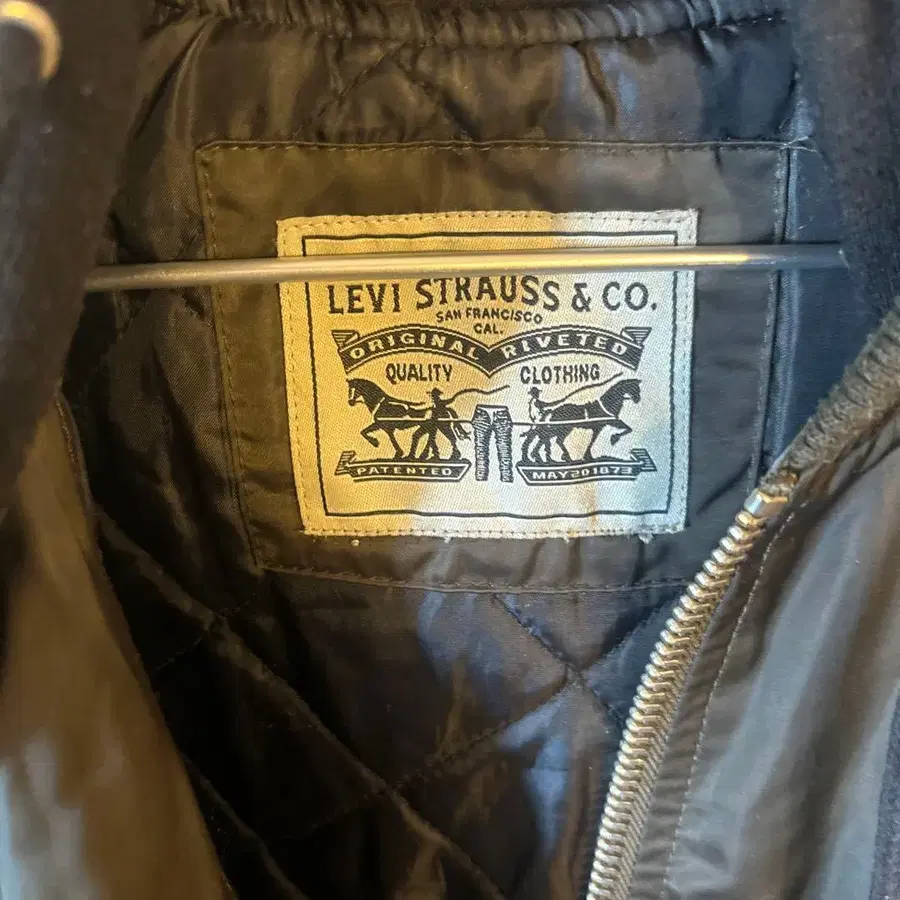 LEVI STRAUSS & CO.
SAN FRANCISCO
CAL.
ORIGINAL RIVETED
QUALITY CLOTHING
PATENTED MAY 20 1873